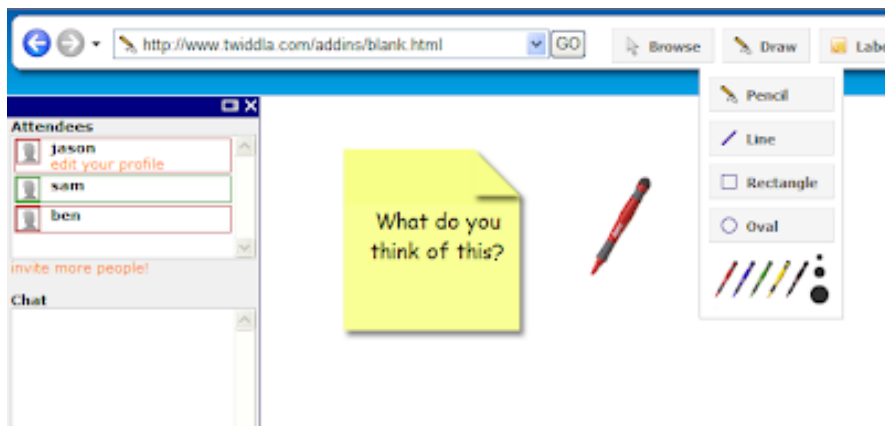 http://www.twiddla.com/addins/blank.html GO Browse Draw
Pencil
Line
Rectangle
Oval
Attendees
jason
edit your profile
sam
ben
invite more people!
Chat
What do you
think of this?